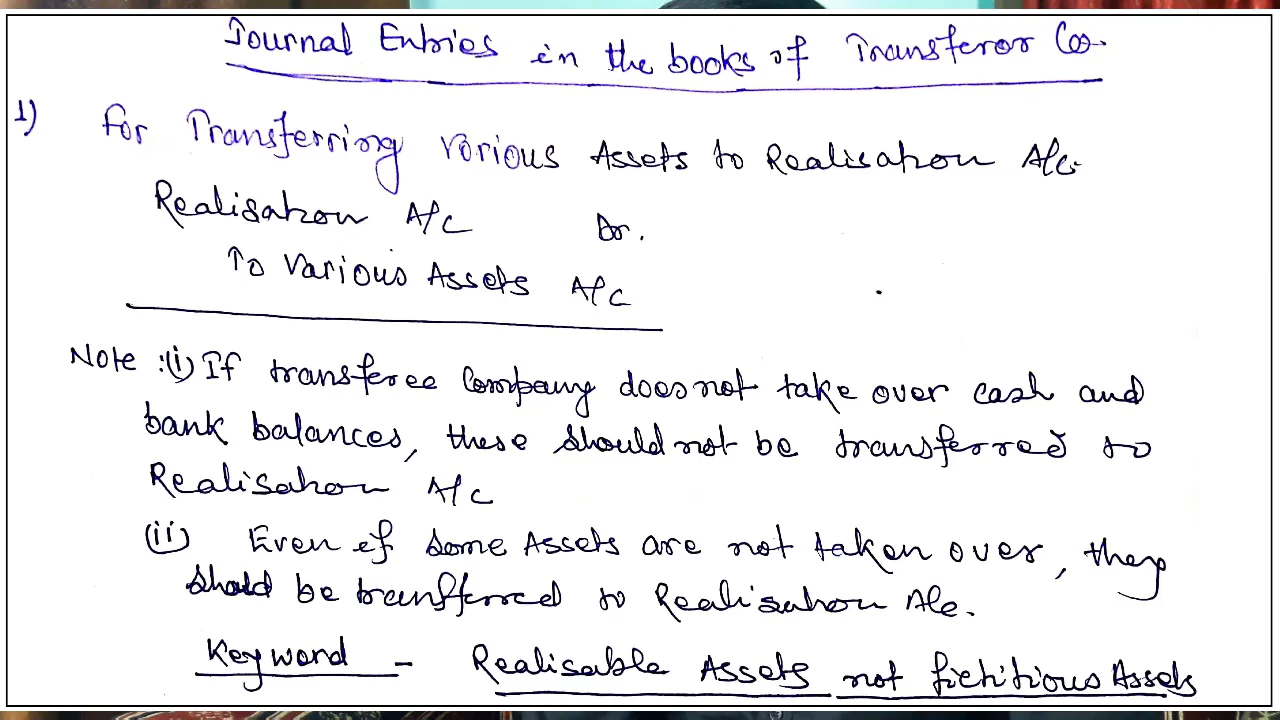 Journal Entries in the books of Transferor Co.
1) for Transferring various Assets to Realisation A/c.
Realisation A/C Dr.
To Various Assets A/C
Note :(i) If transferee Company does not take over cash and
bank balances, these should not be transferred to
Realisation A/C
(ii) Even if some Assets are not taken over, they
should be transferred to Realisation A/c.
Keyword - Realisable Assets not fictitious Assets